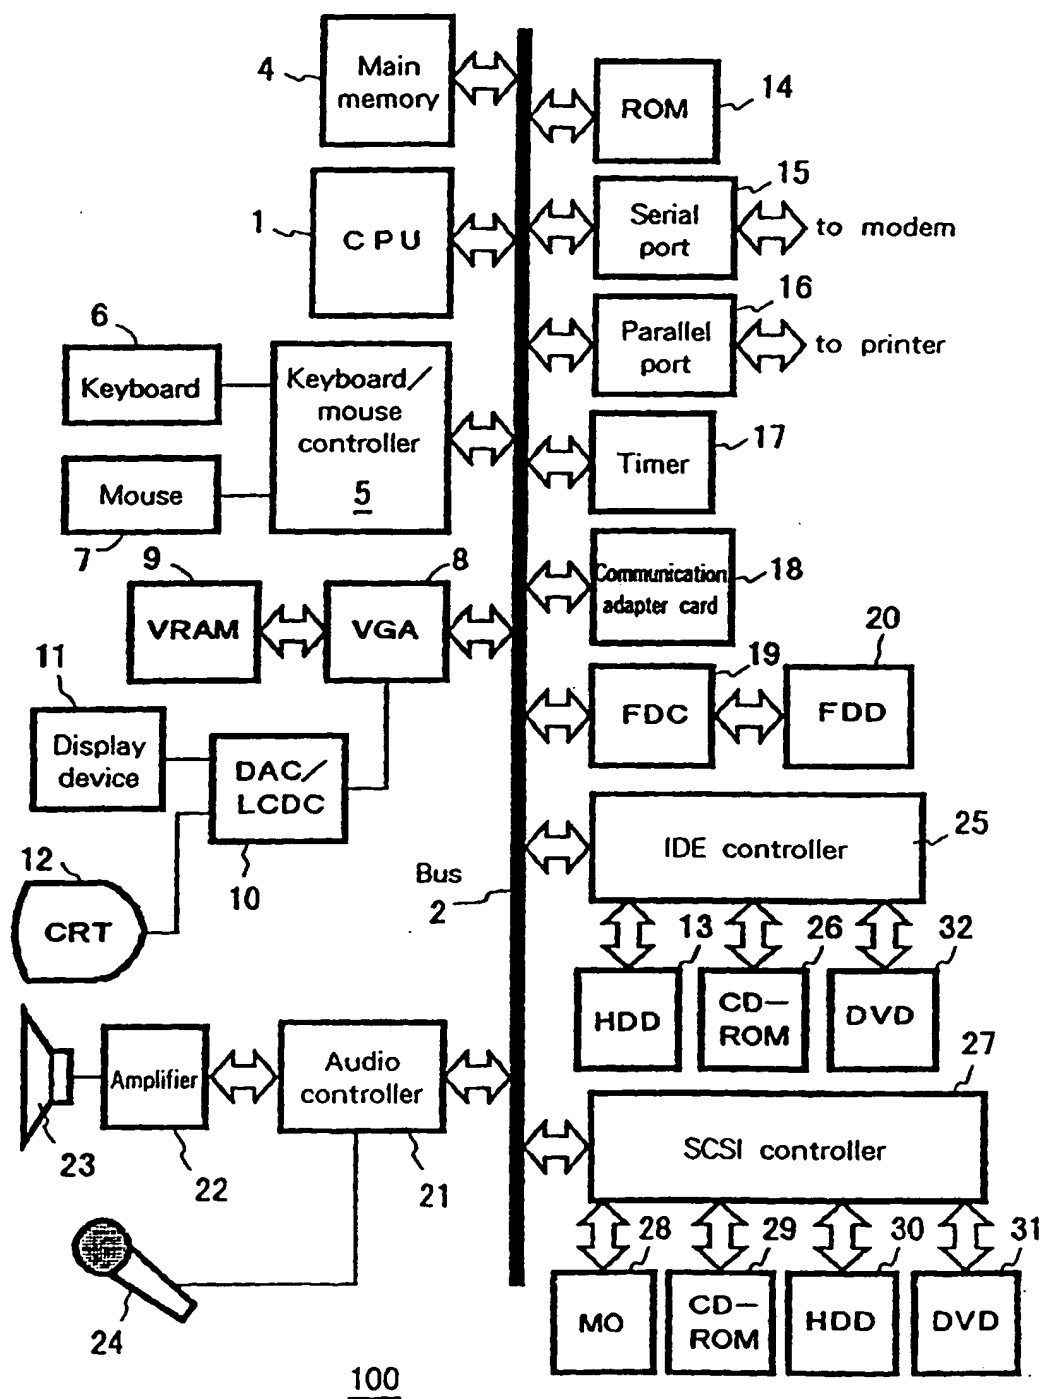 4
Main
memory
ROM
14
1
CPU
15
Serial
port
to modem
16
Parallel
port
to printer
6
Keyboard
Keyboard/
mouse
controller
5
Mouse
7
Timer
17
9
VRAM
8
VGA
Communication
adapter card
18
11
Display
device
DAC/
LCDC
10
19
FDC
20
FDD
12
CRT
Bus
2
IDE controller
25
13
HDD
26
CD-
ROM
32
DVD
23
Amplifier
22
Audio
controller
21
27
SCSI controller
24
28
MO
29
CD-
ROM
30
HDD
31
DVD
100